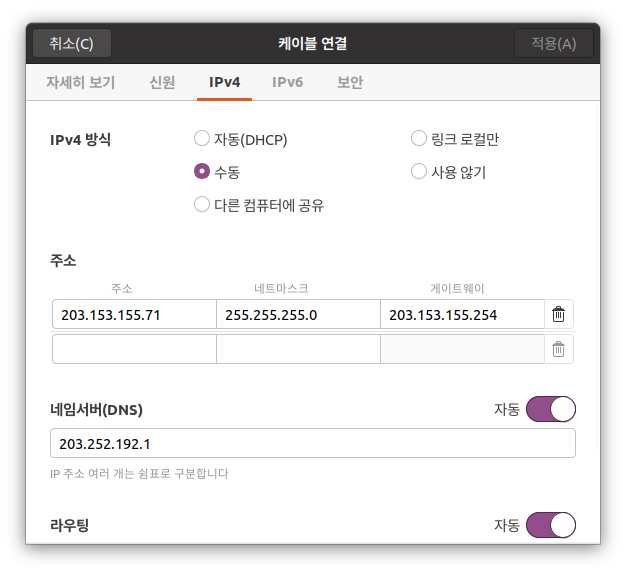 취소(C) 케이블 연결 적용(A)
자세히 보기 신원 IPv4 IPv6 보안
IPv4 방식 자동(DHCP) 링크 로컬만
수동 사용 않기
다른 컴퓨터에 공유
주소
주소 네트마스크 게이트웨이
203.153.155.71 255.255.255.0 203.153.155.254
네임서버(DNS) 자동
203.252.192.1
IP 주소 여러 개는 쉼표로 구분합니다
라우팅 자동